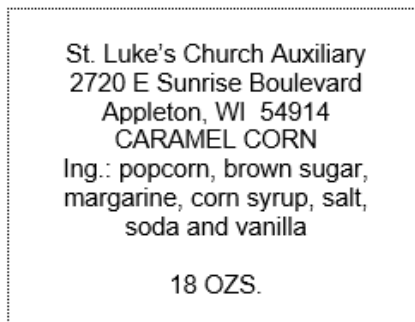 St. Luke's Church Auxiliary
2720 E Sunrise Boulevard
Appleton, WI  54914
CARAMEL CORN
Ing.: popcorn, brown sugar,
margarine, corn syrup, salt,
soda and vanilla
18 OZS.